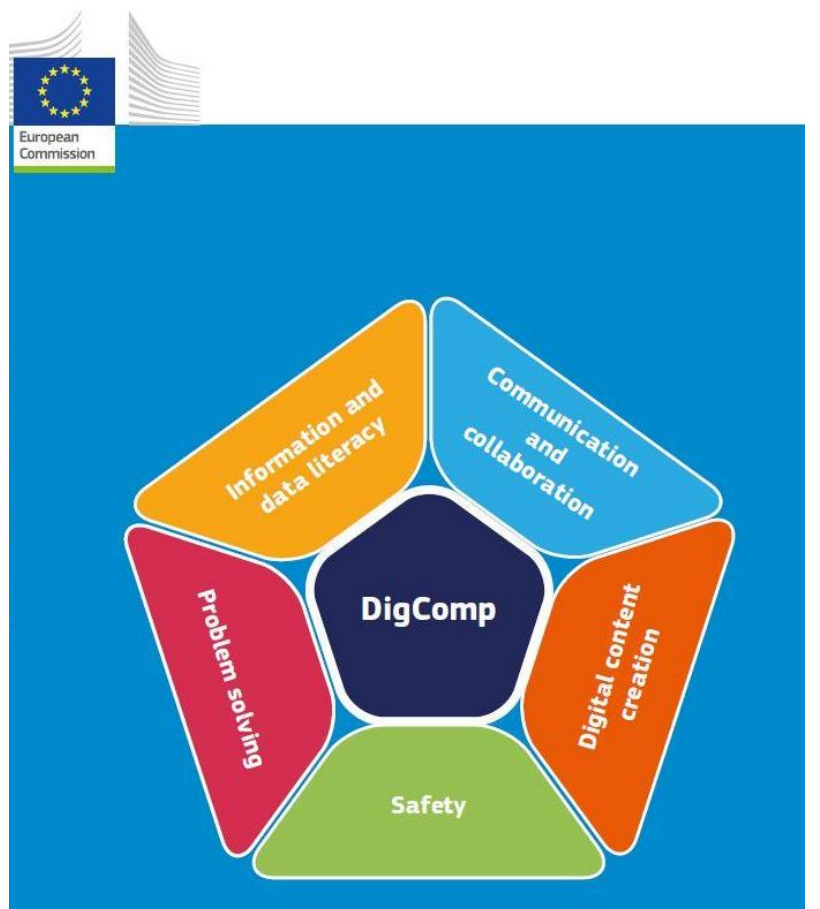 European
Commission
Information and
data literacy
Communication
and
collaboration
DigComp
Problem solving
Digital content
creation
Safety